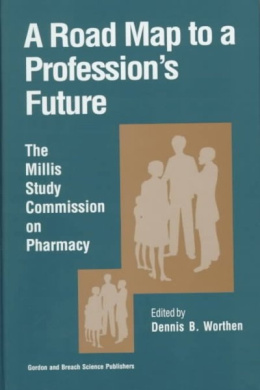 A Road Map to a
Profession's
Future
The
Millis
Study
Commission
on
Pharmacy
Edited by
Dennis B. Worthen
Gordon and Breach Science Publishers